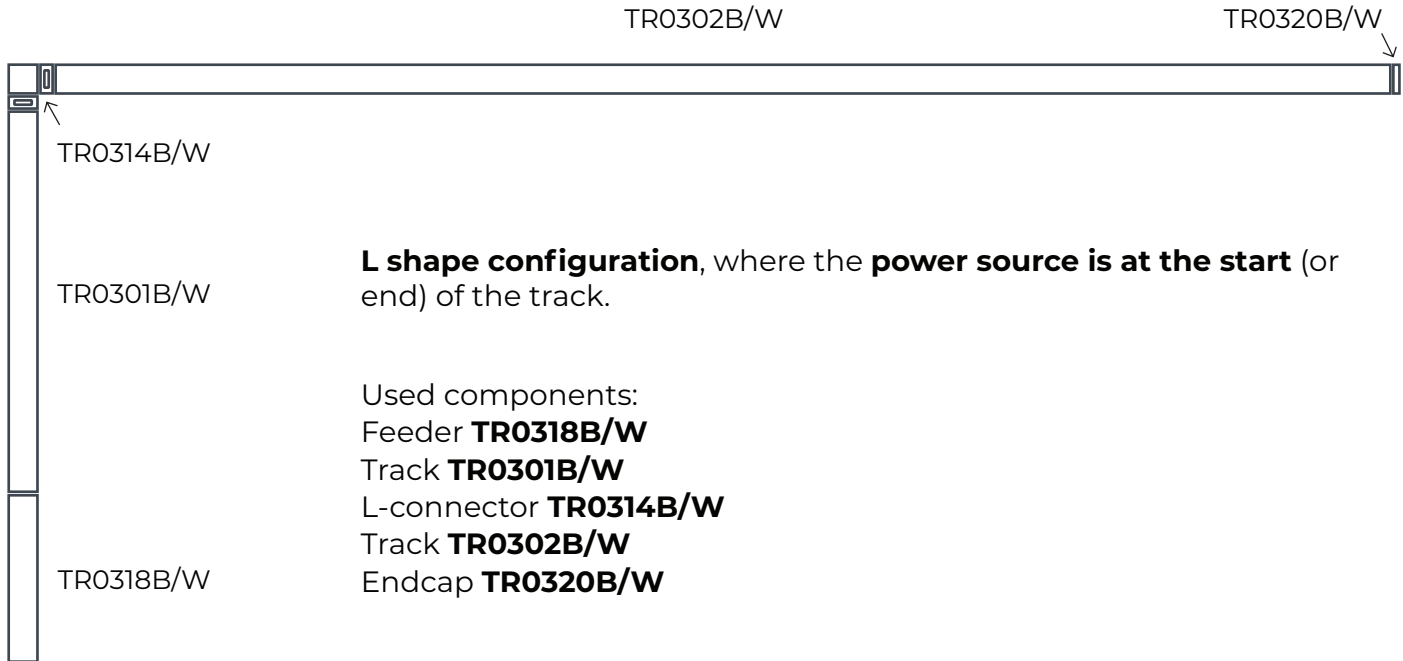 TR0302B/W
TR0320B/W
TR0314B/W
L shape configuration, where the power source is at the start (or
TR0301B/W
end) of the track.
Used components:
Feeder TR0318B/W
Track TR0301B/W
L-connector TR0314B/W
Track TR0302B/W
TR0318B/W
Endcap TR0320B/W